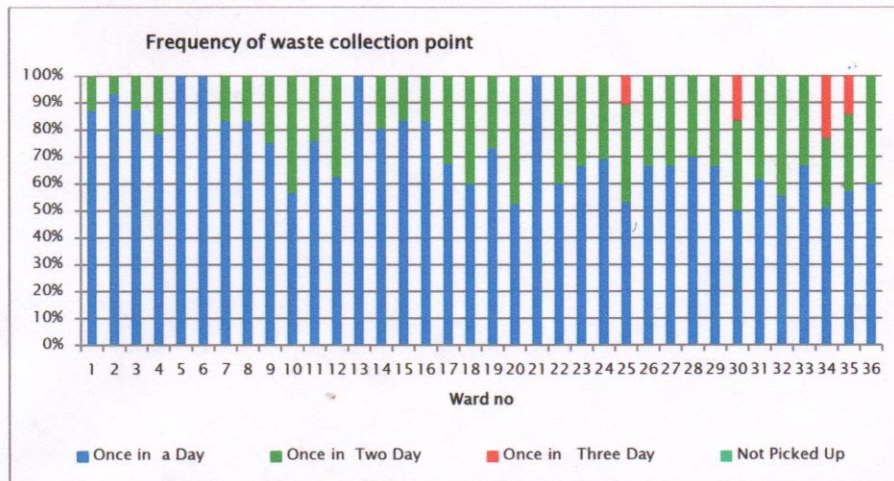 Frequency of waste collection point
100%
90%
80%
70%
60%
50%
40%
30%
20%
10%
0%
1 2 3 4 5 6 7 8 9 10 11 12 13 14 15 16 17 18 19 20 21 22 23 24 25 26 27 28 29 30 31 32 33 34 35 36
Ward no
Once in a Day Once in Two Day Once in Three Day Not Picked Up